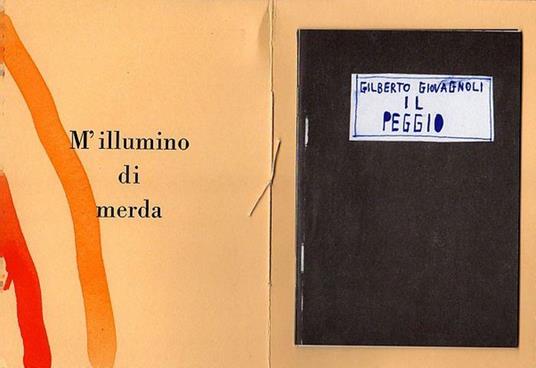 M' illumino
di
merda
GILBERTO GIOVAGNOLI
IL
PEGGIO